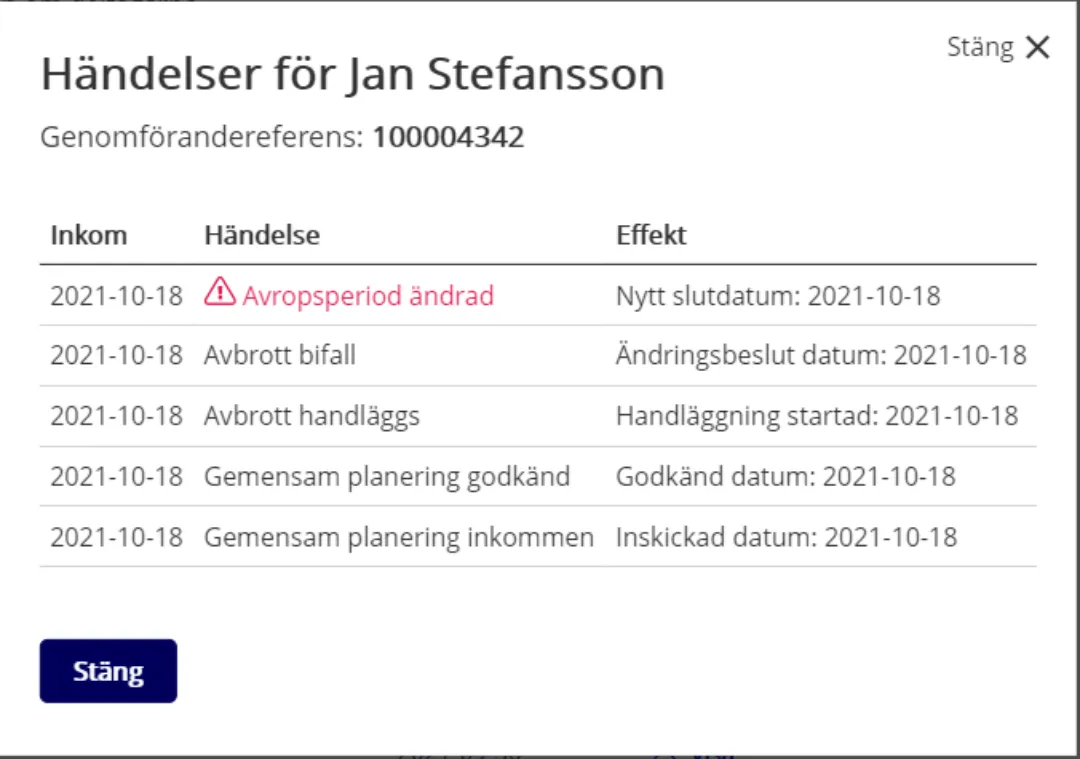 Stäng
Händelser för Jan Stefansson
Genomförandereferens: 100004342
Inkom Händelse Effekt
2021-10-18 Avropsperiod ändrad Nytt slutdatum: 2021-10-18
2021-10-18 Avbrott bifall Ändringsbeslut datum: 2021-10-18
2021-10-18 Avbrott handläggs Handläggning startad: 2021-10-18
2021-10-18 Gemensam planering godkänd Godkänd datum: 2021-10-18
2021-10-18 Gemensam planering inkommen Inskickad datum: 2021-10-18
Stäng